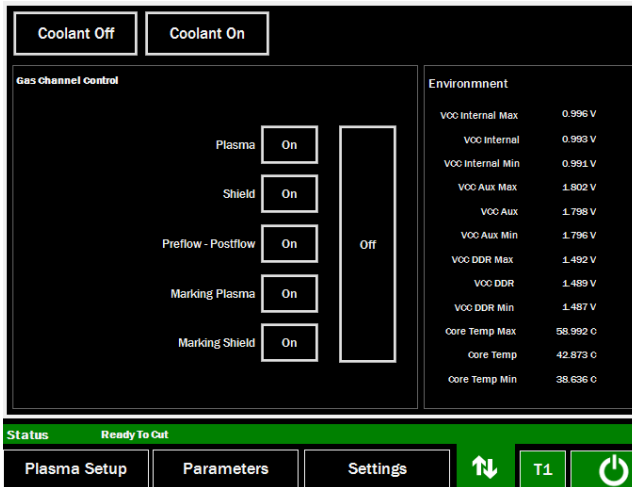 Coolant Off Coolant On
Gas Channel Control
Plasma On
Shield On
Preflow - Postflow On
Off
Marking Plasma On
Marking Shield On
Environmnent
VCC Internal Max 0.996 V
VCC Internal 0.993 V
VCC Internal Min 0.991 V
VCC Aux Max 1.802 V
VCC Aux 1.798 V
VCC Aux Min 1.796 V
VCC DDR Max 1.492 V
VCC DDR 1.489 V
VCC DDR Min 1.487 V
Core Temp Max 58.992 C
Core Temp 42.873 C
Core Temp Min 38.636 C
Status Ready To Cut
Plasma Setup Parameters Settings T1